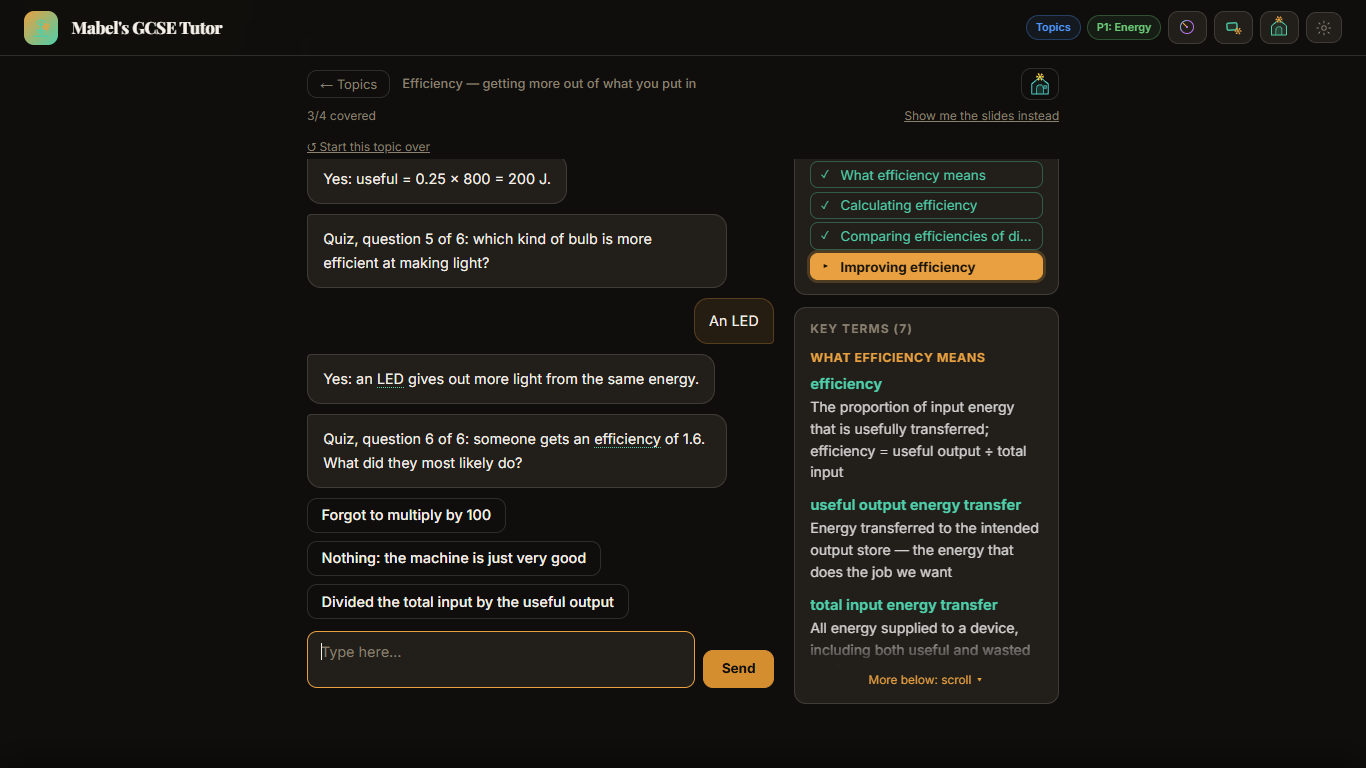 Mabel's GCSE Tutor
Topics
P1: Energy
← Topics
Efficiency — getting more out of what you put in
3/4 covered
Show me the slides instead
↺ Start this topic over
Yes: useful = 0.25 × 800 = 200 J.
Quiz, question 5 of 6: which kind of bulb is more
efficient at making light?
An LED
Yes: an LED gives out more light from the same energy.
Quiz, question 6 of 6: someone gets an efficiency of 1.6.
What did they most likely do?
Forgot to multiply by 100
Nothing: the machine is just very good
Divided the total input by the useful output
Type here...
Send
✓ What efficiency means
✓ Calculating efficiency
✓ Comparing efficiencies of di...
▸ Improving efficiency
KEY TERMS (7)
WHAT EFFICIENCY MEANS
efficiency
The proportion of input energy
that is usefully transferred;
efficiency = useful output ÷ total
input
useful output energy transfer
Energy transferred to the intended
output store — the energy that
does the job we want
total input energy transfer
All energy supplied to a device,
including both useful and wasted
More below: scroll ▾